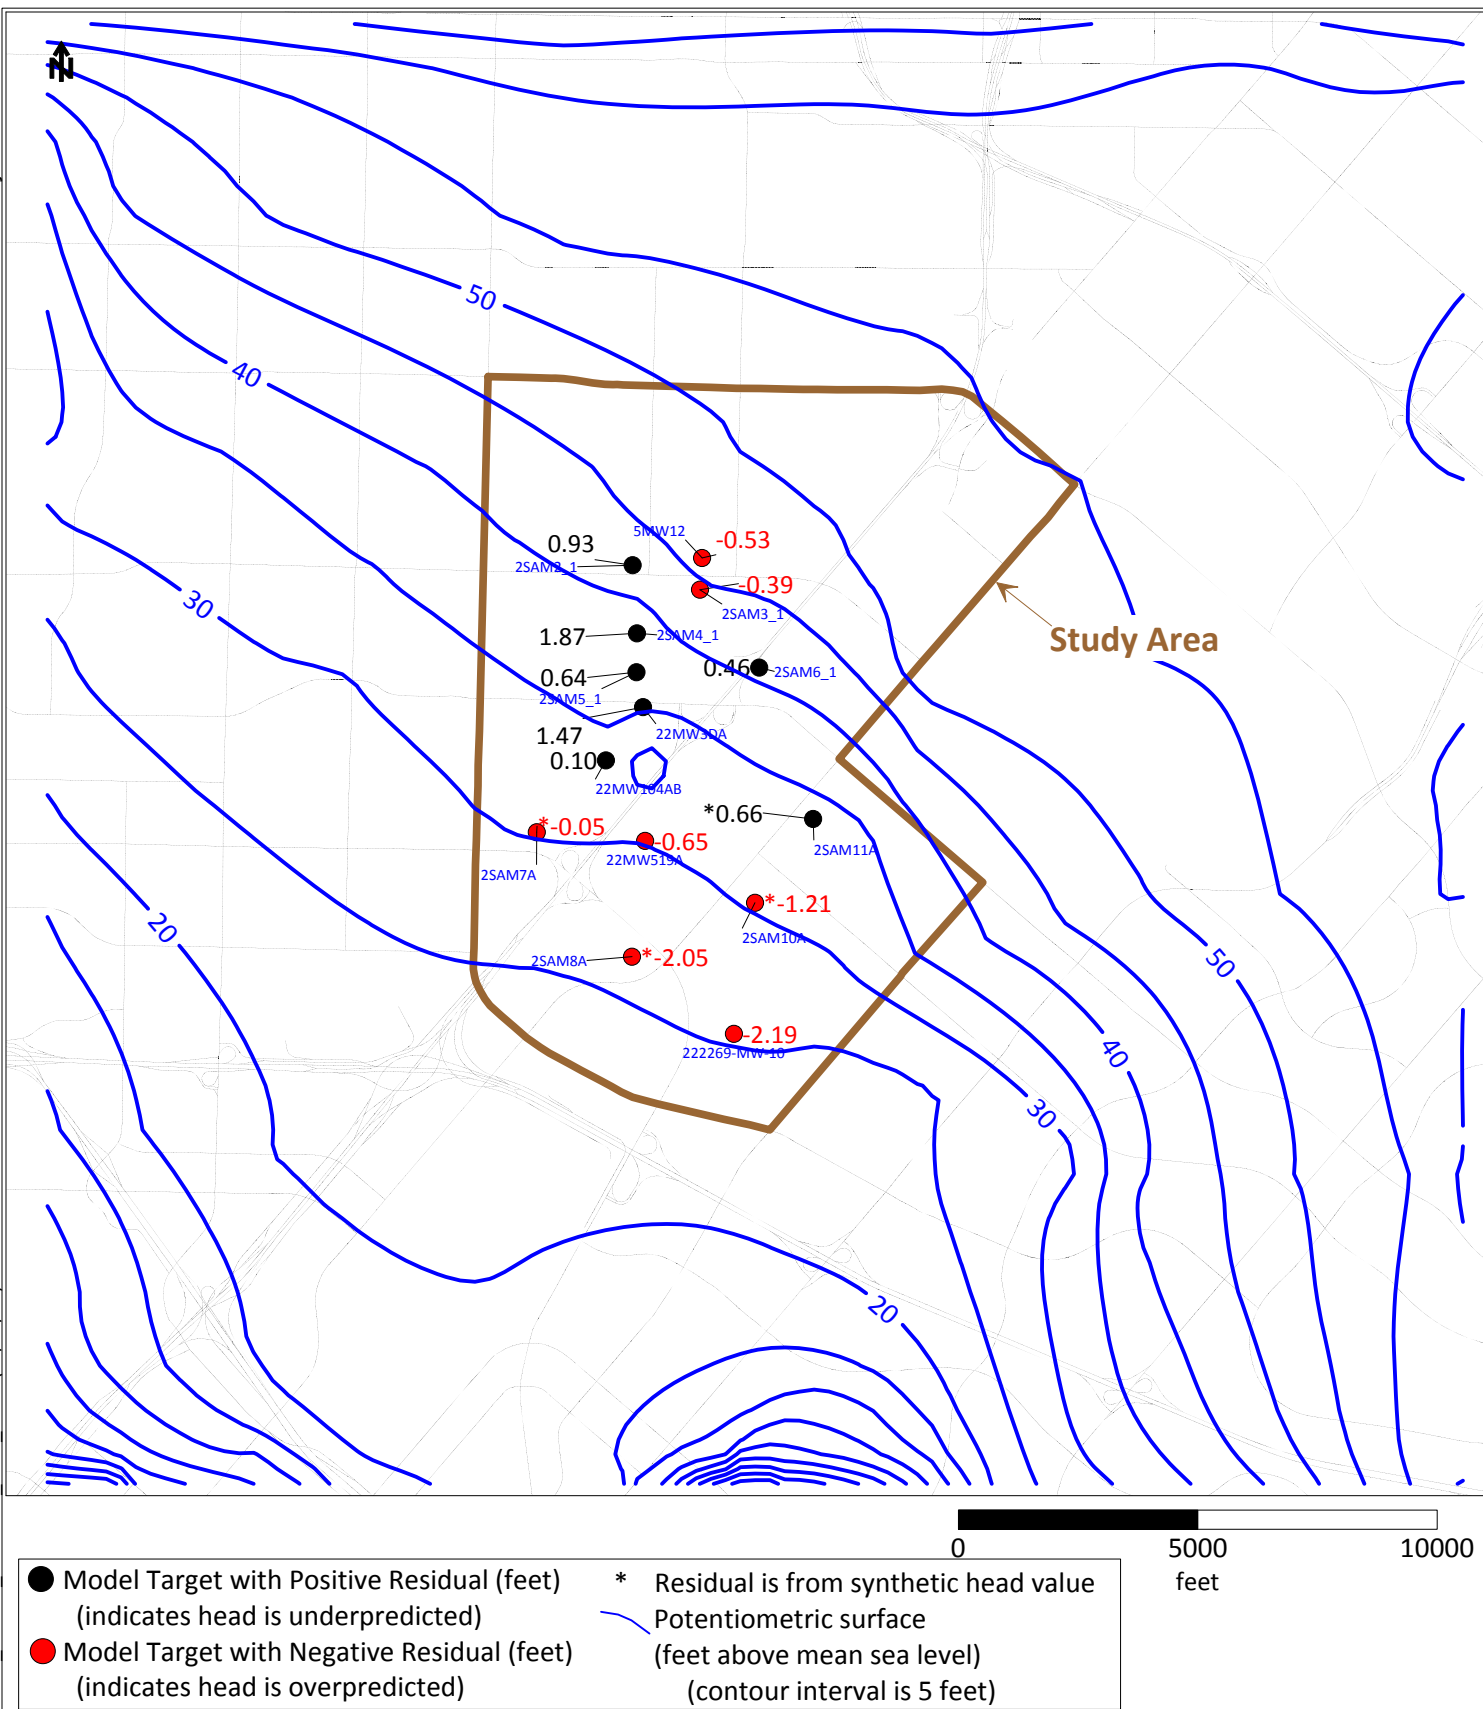 N
50
40
5MW12
-0.53
0.93
2SAM2_1
-0.39
2SAM3_1
30
1.87
2SAM4_1
Study Area
0.64
0.46
2SAM6_1
2SAM5_1
1.47
22MW3DA
0.10
22MW104AB
*0.66
*-0.05
-0.65
2SAM11A
22MW519A
2SAM7A
*-1.21
20
2SAM10A
2SAM8A
*-2.05
50
-2.19
222269-MW-10
40
30
20
0 5000 10000
feet
Model Target with Positive Residual (feet)
(indicates head is underpredicted)
Model Target with Negative Residual (feet)
(indicates head is overpredicted)
* Residual is from synthetic head value
Potentiometric surface
(feet above mean sea level)
(contour interval is 5 feet)